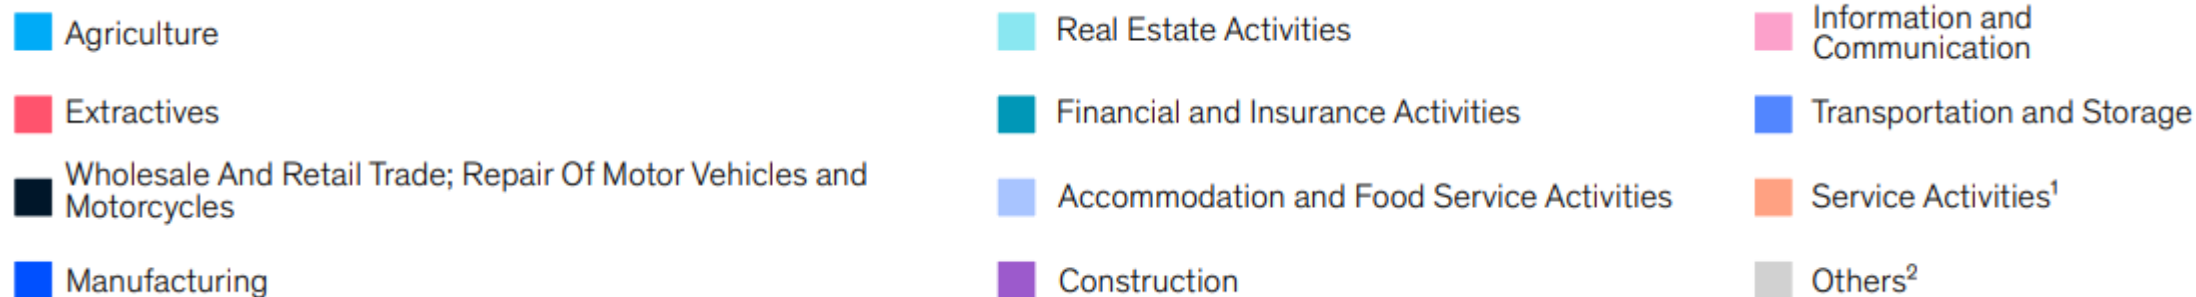 Agriculture
Extractives
Wholesale And Retail Trade; Repair Of Motor Vehicles and
Motorcycles
Manufacturing
Real Estate Activities
Financial and Insurance Activities
Accommodation and Food Service Activities
Construction
Information and
Communication
Transportation and Storage
Service Activities¹
Others²